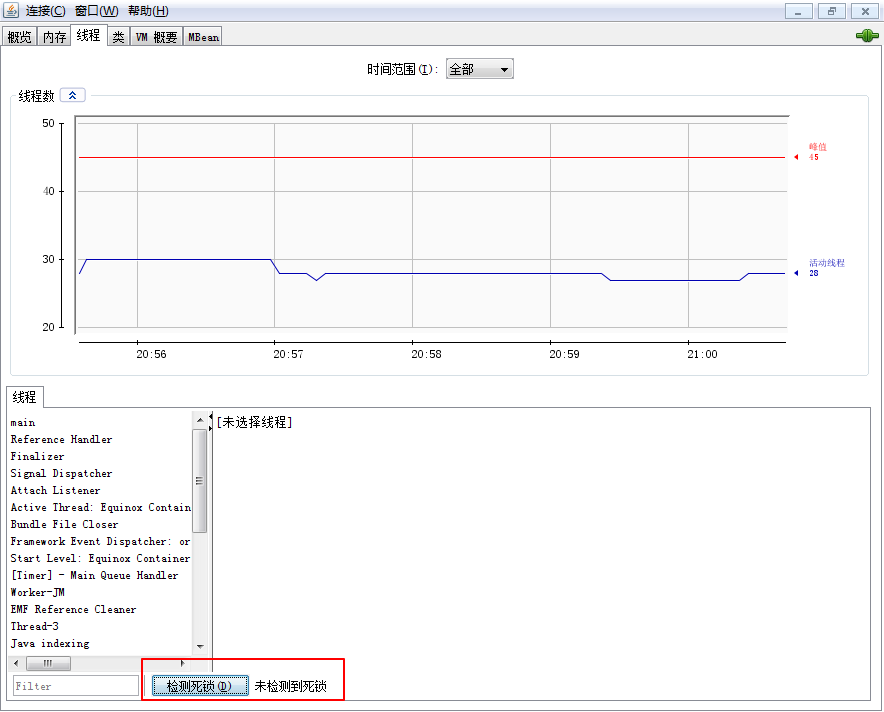 连接(C) 窗口(W) 帮助(H)
概览 内存 线程 类 VM 概要 MBean
时间范围(I): 全部
线程数
50
峰值
45
40
30
活动线程
28
20
20:56 20:57 20:58 20:59 21:00
线程
main
[未选择线程]
Reference Handler
Finalizer
Signal Dispatcher
Attach Listener
Active Thread: Equinox Contain
Bundle File Closer
Framework Event Dispatcher: or
Start Level: Equinox Container
[Timer] - Main Queue Handler
Worker-JM
EMF Reference Cleaner
Thread-3
Java indexing
Filter 检测死锁(D) 未检测到死锁